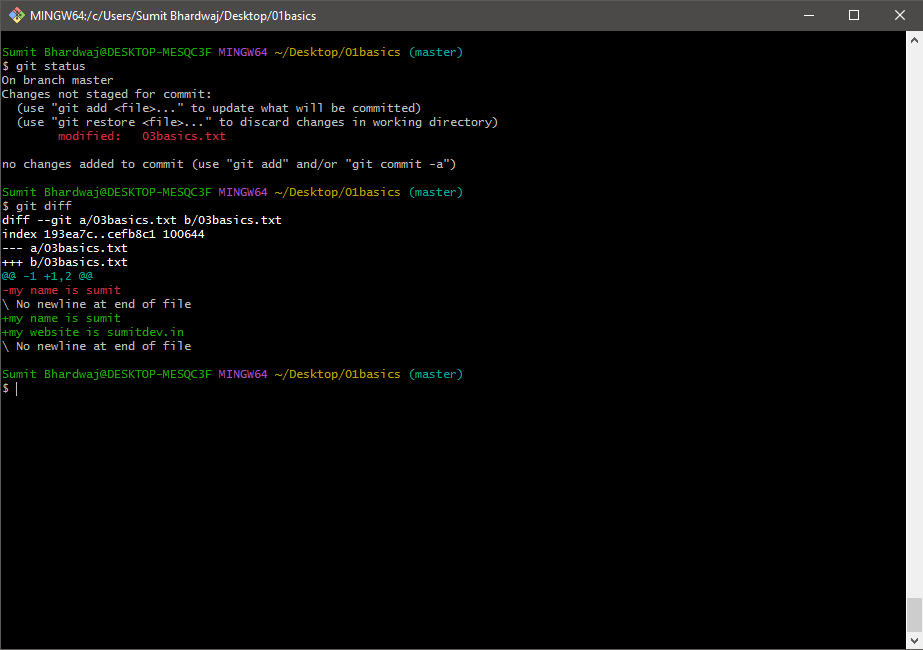 MINGW64:/c/Users/Sumit Bhardwaj/Desktop/01basics
Sumit Bhardwaj@DESKTOP-MESQC3F MINGW64 ~/Desktop/01basics (master)
$ git status
On branch master
Changes not staged for commit:
  (use "git add <file>..." to update what will be committed)
  (use "git restore <file>..." to discard changes in working directory)
        modified:   03basics.txt
no changes added to commit (use "git add" and/or "git commit -a")
Sumit Bhardwaj@DESKTOP-MESQC3F MINGW64 ~/Desktop/01basics (master)
$ git diff
diff --git a/03basics.txt b/03basics.txt
index 193ea7c..cefb8c1 100644
--- a/03basics.txt
+++ b/03basics.txt
@@ -1 +1,2 @@
-my name is sumit
\ No newline at end of file
+my name is sumit
+my website is sumitdev.in
\ No newline at end of file
Sumit Bhardwaj@DESKTOP-MESQC3F MINGW64 ~/Desktop/01basics (master)
$